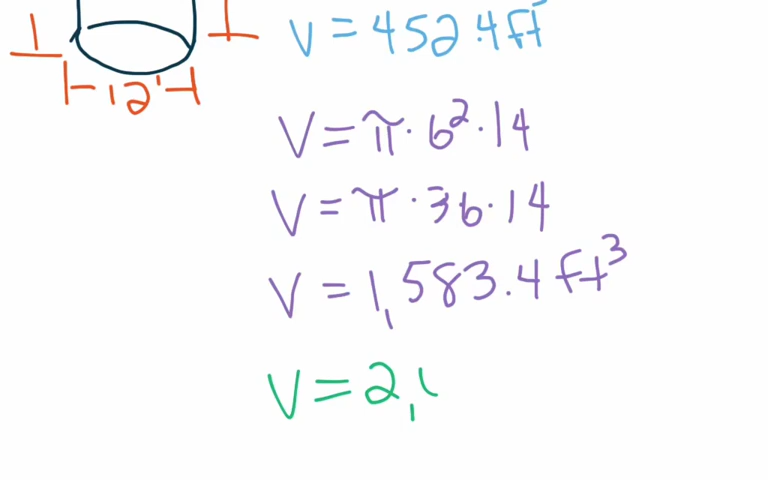 V = 452.4 ft
12'
V = π · 6² · 14
V = π · 36 · 14
V = 1,583.4 ft³
V = 2,